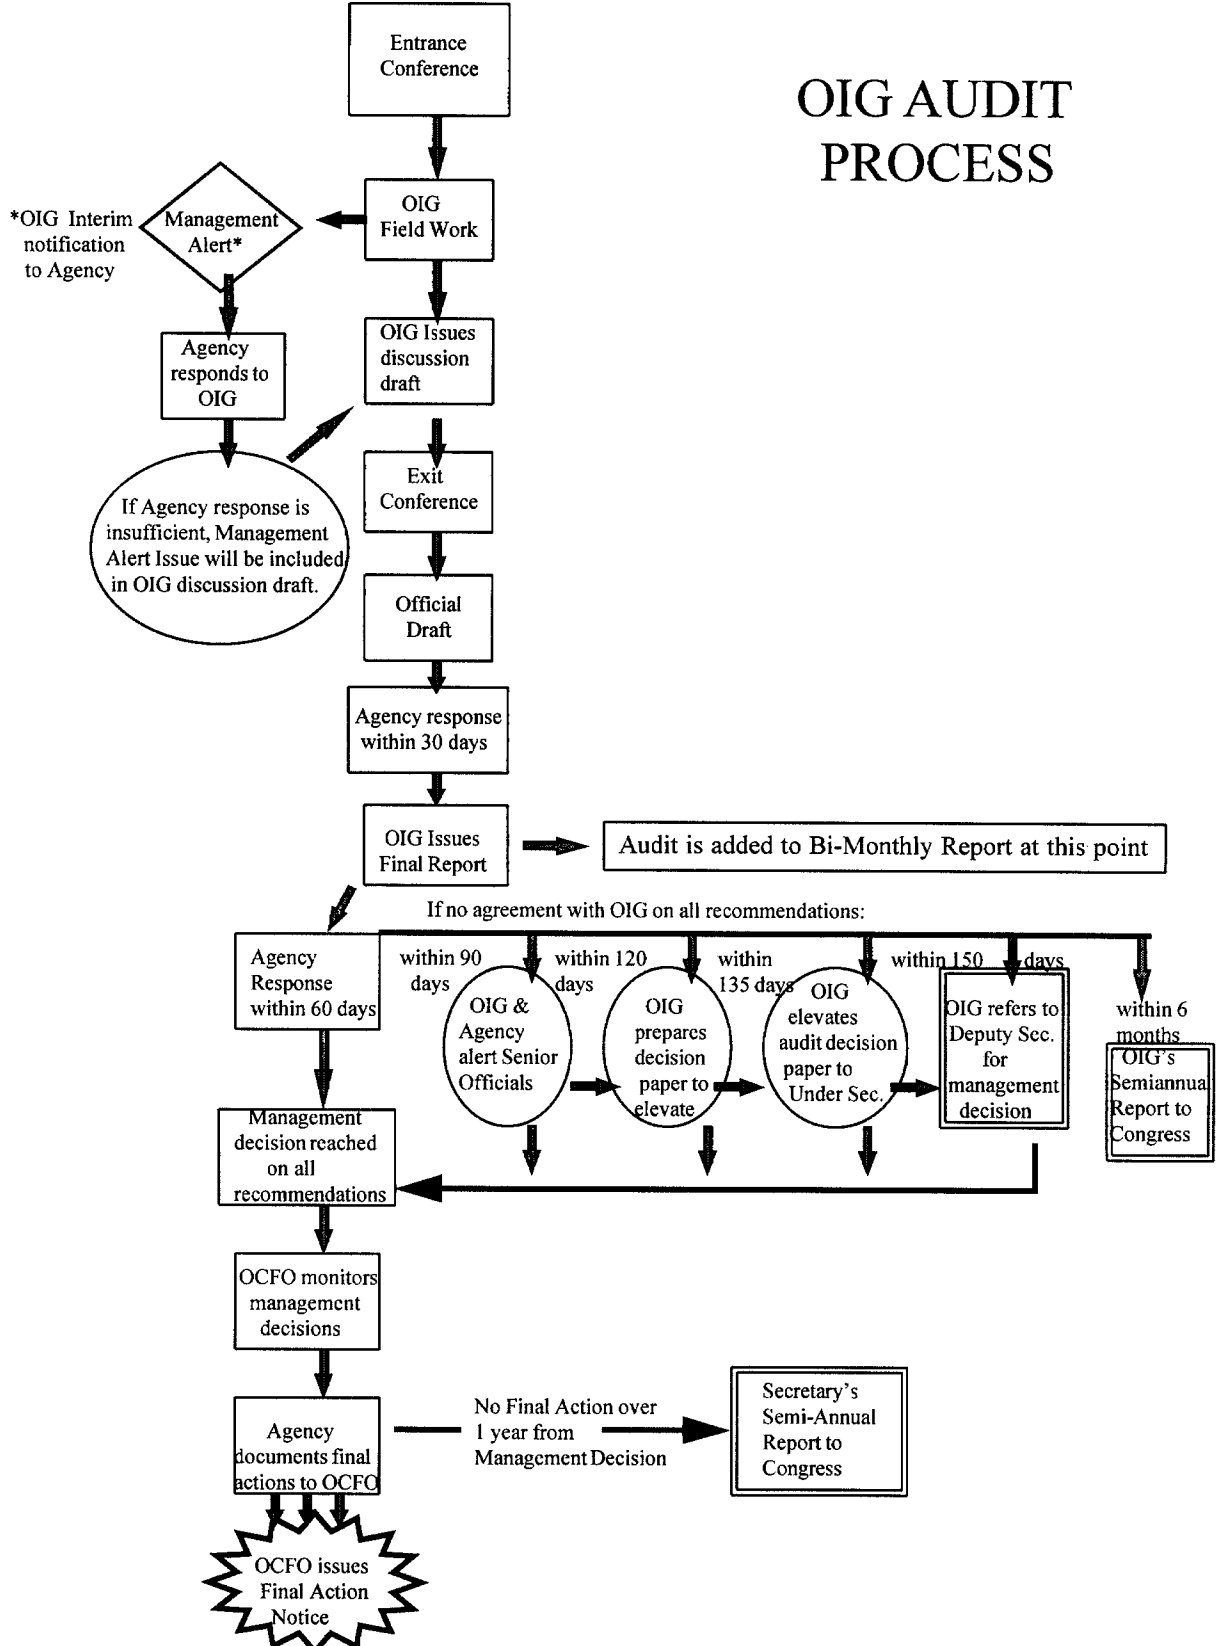 Entrance
Conference
OIG AUDIT
PROCESS
OIG
Field Work
Management
Alert*
*OIG Interim
notification
to Agency
Agency
responds to
OIG
OIG Issues
discussion
draft
If Agency response is
insufficient, Management
Alert Issue will be included
in OIG discussion draft.
Exit
Conference
Official
Draft
Agency response
within 30 days
OIG Issues
Final Report
Audit is added to Bi-Monthly Report at this point
If no agreement with OIG on all recommendations:
Agency
Response
within 60 days
within 90
days
OIG &
Agency
alert Senior
Officials
within 120
days
OIG
prepares
decision
paper to
elevate
within
135 days
OIG
elevates
audit decision
paper to
Under Sec.
within 150 days
OIG refers to
Deputy Sec.
for
management
decision
within 6
months
OIG's
Semiannual
Report to
Congress
Management
decision reached
on all
recommendations
OCFO monitors
management
decisions
Agency
documents final
actions to OCFO
No Final Action over
1 year from
Management Decision
Secretary's
Semi-Annual
Report to
Congress
OCFO issues
Final Action
Notice